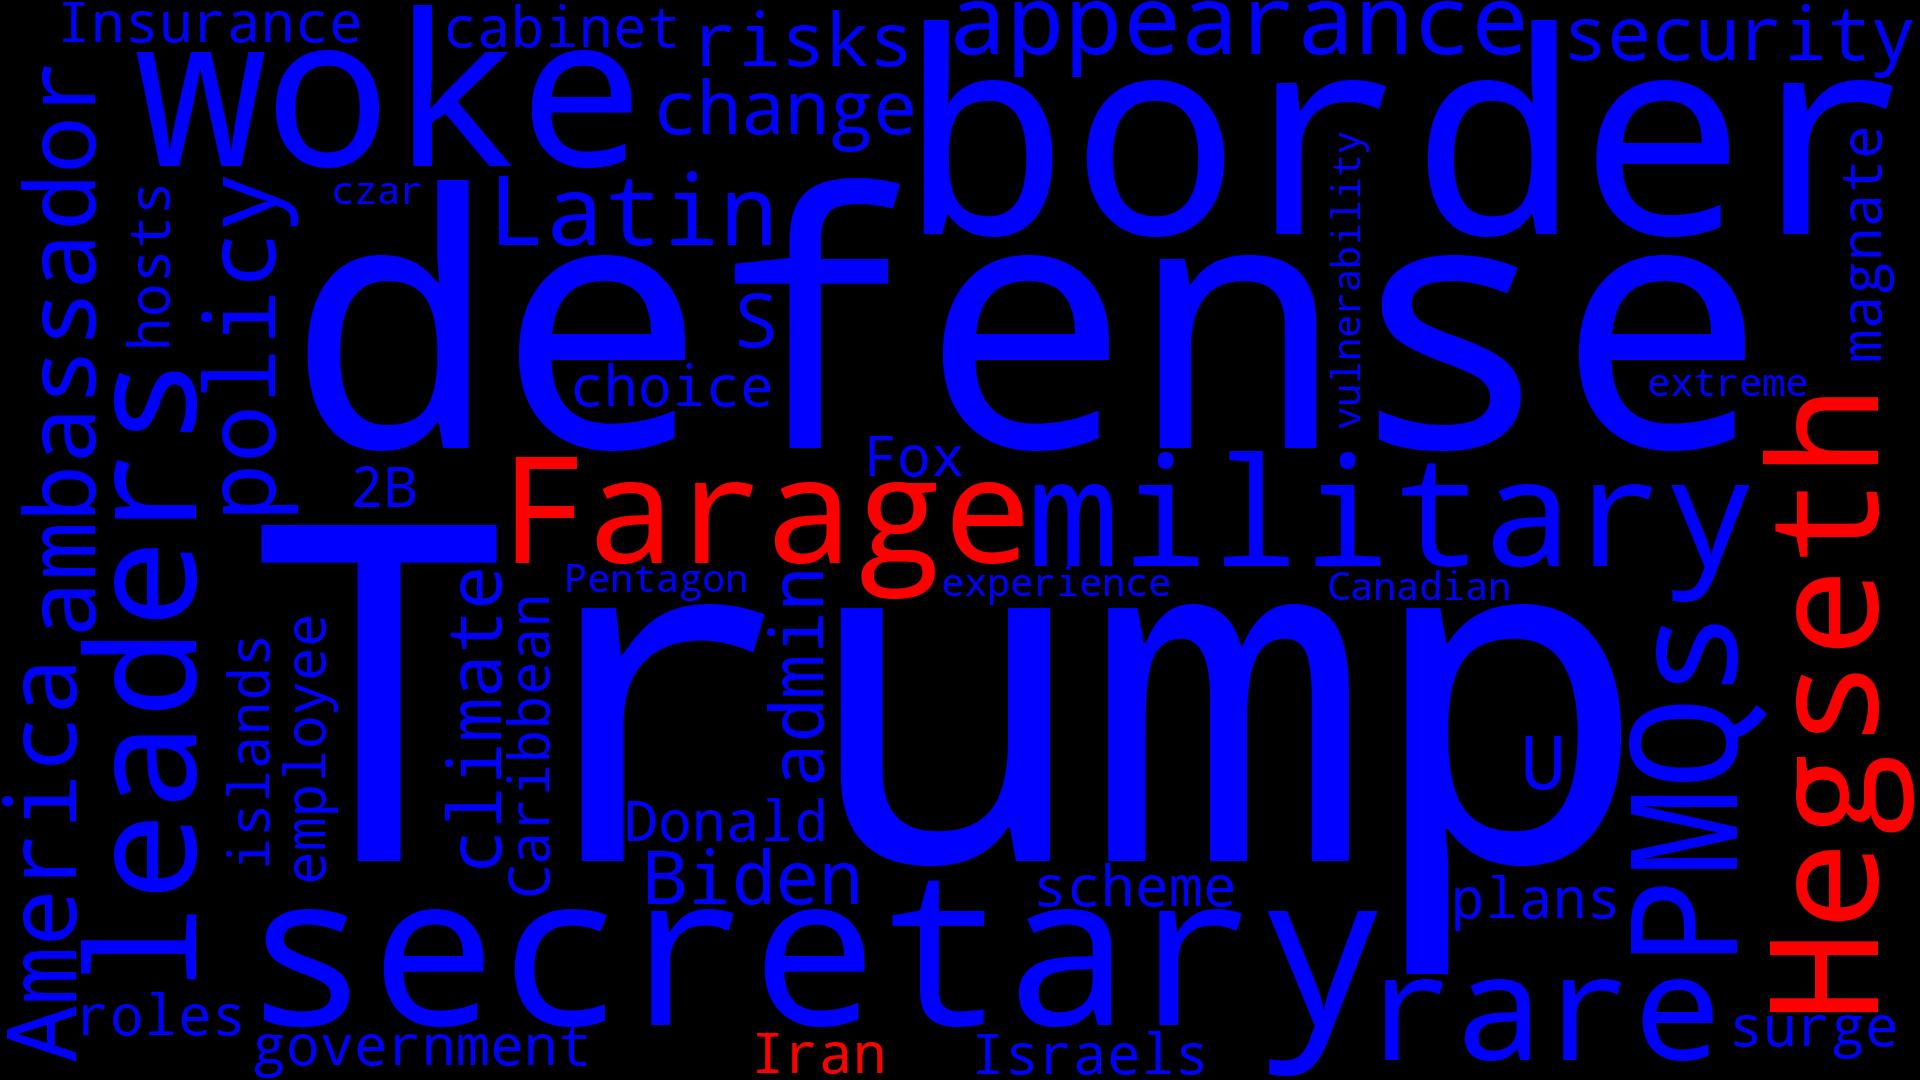 Insurance
cabinet
risks
appearance
security
woke
change
border
ambassador
hosts
policy
czar
Latin
vulnerability
magnate
defense
S
choice
extreme
leaders
2B
Farage
Fox
military
Hegseth
Trump
Pentagon
experience
Canadian
America
islands
employee
climate
Caribbean
admin
Donald
U
PMQs
Biden
scheme
plans
secretary
rare
roles
government
Iran
Israels
surge